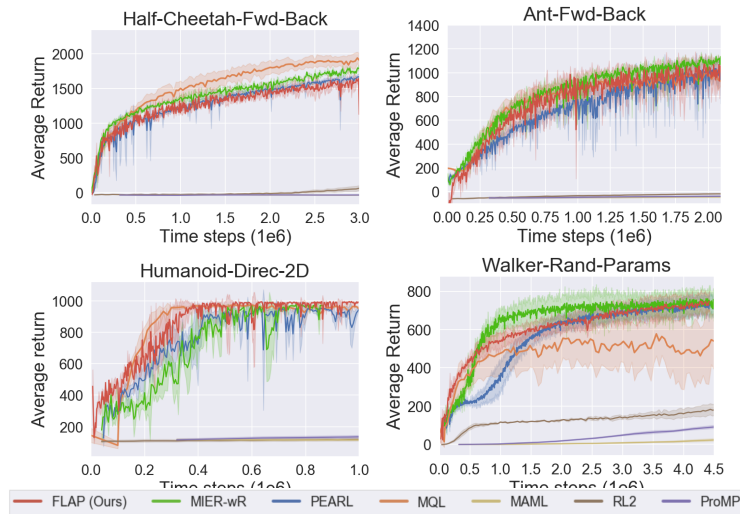 Half-Cheetah-Fwd-Back
Average Return
2000
1500
1000
500
0
0.0 0.5 1.0 1.5 2.0 2.5 3.0
Time steps (1e6)
Ant-Fwd-Back
Average Return
1400
1200
1000
800
600
400
200
0
0.00 0.25 0.50 0.75 1.00 1.25 1.50 1.75 2.00
Time steps (1e6)
Humanoid-Direc-2D
Average return
1000
800
600
400
200
0.0 0.2 0.4 0.6 0.8 1.0
Time steps (1e6)
Walker-Rand-Params
Average Return
800
600
400
200
0
0.0 0.5 1.0 1.5 2.0 2.5 3.0 3.5 4.0 4.5
Time steps (1e6)
FLAP (Ours) MIER-wR PEARL MQL MAML RL2 ProMP